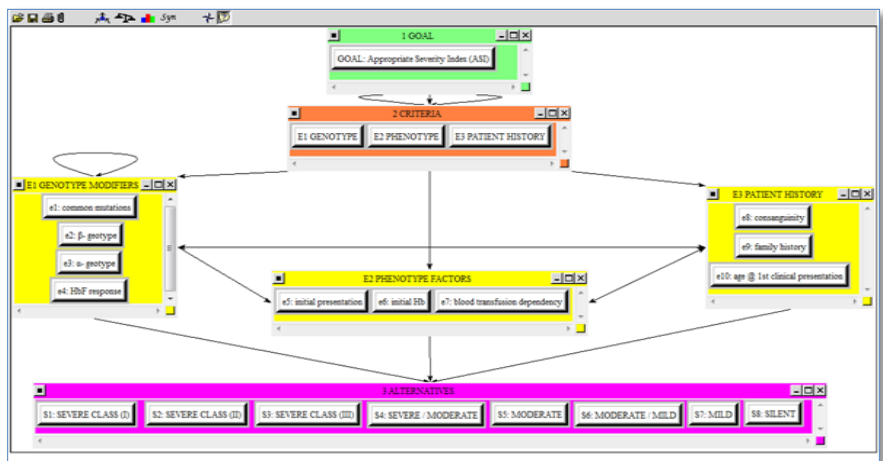 Syn
1 GOAL
GOAL: Appropriate Severity Index (ASI)
2 CRITERIA
E1 GENOTYPE E2 PHENOTYPE E3 PATIENT HISTORY
E1 GENOTYPE MODIFIERS
e1: common mutations
e2: β- geotype
e3: α- geotype
e4: HbF response
E3 PATIENT HISTORY
e8: consanguinity
e9: family history
e10: age @ 1st clinical presentation
E2 PHENOTYPE FACTORS
e5: initial presentation e6: initial Hb e7: blood transfusion dependency
3 ALTERNATIVES
S1: SEVERE CLASS (I) S2: SEVERE CLASS (II) S3: SEVERE CLASS (III) S4: SEVERE / MODERATE S5: MODERATE S6: MODERATE / MILD S7: MILD S8: SILENT